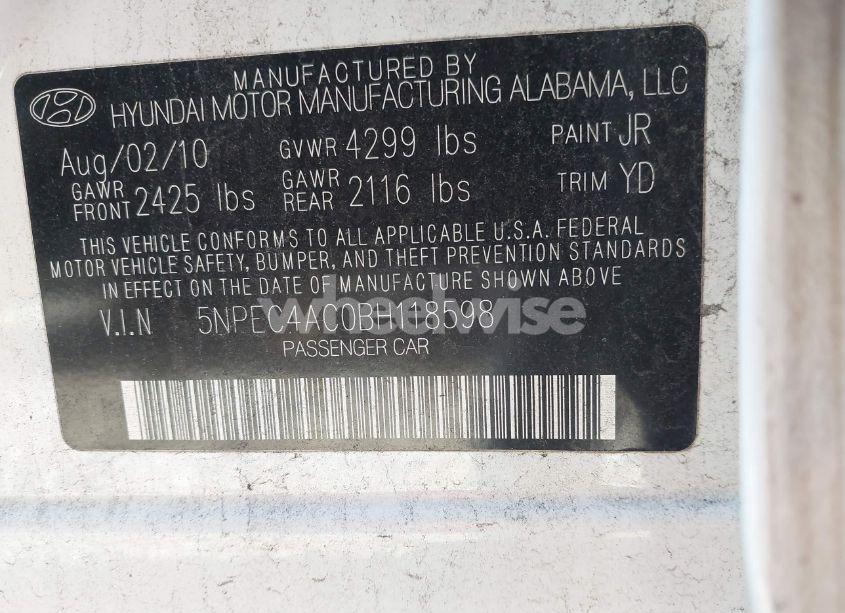 MANUFACTURED BY
HYUNDAI MOTOR MANUFACTURING ALABAMA, LLC
Aug/02/10 GVWR 4299 lbs PAINT JR
GAWR FRONT 2425 lbs GAWR REAR 2116 lbs TRIM YD
THIS VEHICLE CONFORMS TO ALL APPLICABLE U.S.A. FEDERAL
MOTOR VEHICLE SAFETY, BUMPER, AND THEFT PREVENTION STANDARDS
IN EFFECT ON THE DATE OF MANUFACTURE SHOWN ABOVE
V.I.N
wheelwise
PASSENGER CAR